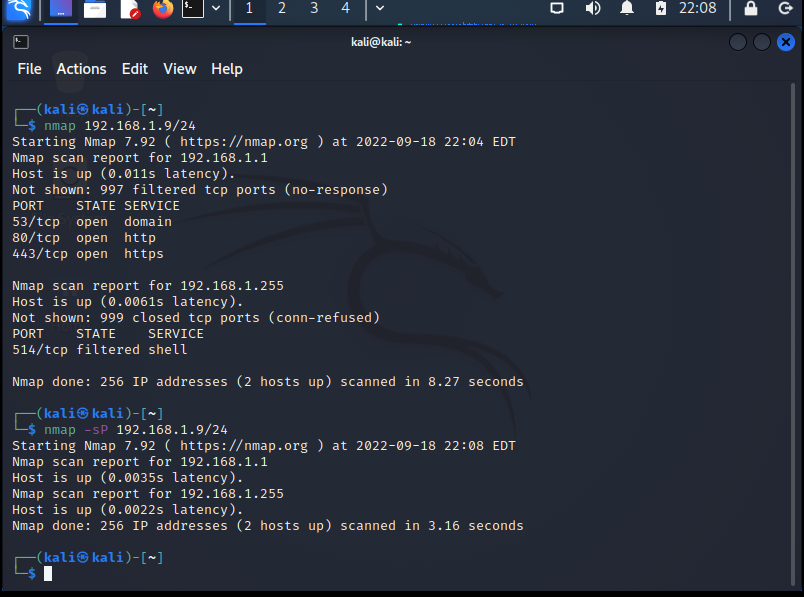 1 2 3 4 22:08
kali@kali: ~
File Actions Edit View Help
┌──(kali㉿kali)-[~]
└─$ nmap 192.168.1.9/24
Starting Nmap 7.92 ( https://nmap.org ) at 2022-09-18 22:04 EDT
Nmap scan report for 192.168.1.1
Host is up (0.011s latency).
Not shown: 997 filtered tcp ports (no-response)
PORT    STATE SERVICE
53/tcp  open  domain
80/tcp  open  http
443/tcp open  https
Nmap scan report for 192.168.1.255
Host is up (0.0061s latency).
Not shown: 999 closed tcp ports (conn-refused)
PORT    STATE    SERVICE
514/tcp filtered shell
Nmap done: 256 IP addresses (2 hosts up) scanned in 8.27 seconds
┌──(kali㉿kali)-[~]
└─$ nmap -sP 192.168.1.9/24
Starting Nmap 7.92 ( https://nmap.org ) at 2022-09-18 22:08 EDT
Nmap scan report for 192.168.1.1
Host is up (0.0035s latency).
Nmap scan report for 192.168.1.255
Host is up (0.0022s latency).
Nmap done: 256 IP addresses (2 hosts up) scanned in 3.16 seconds
┌──(kali㉿kali)-[~]
└─$